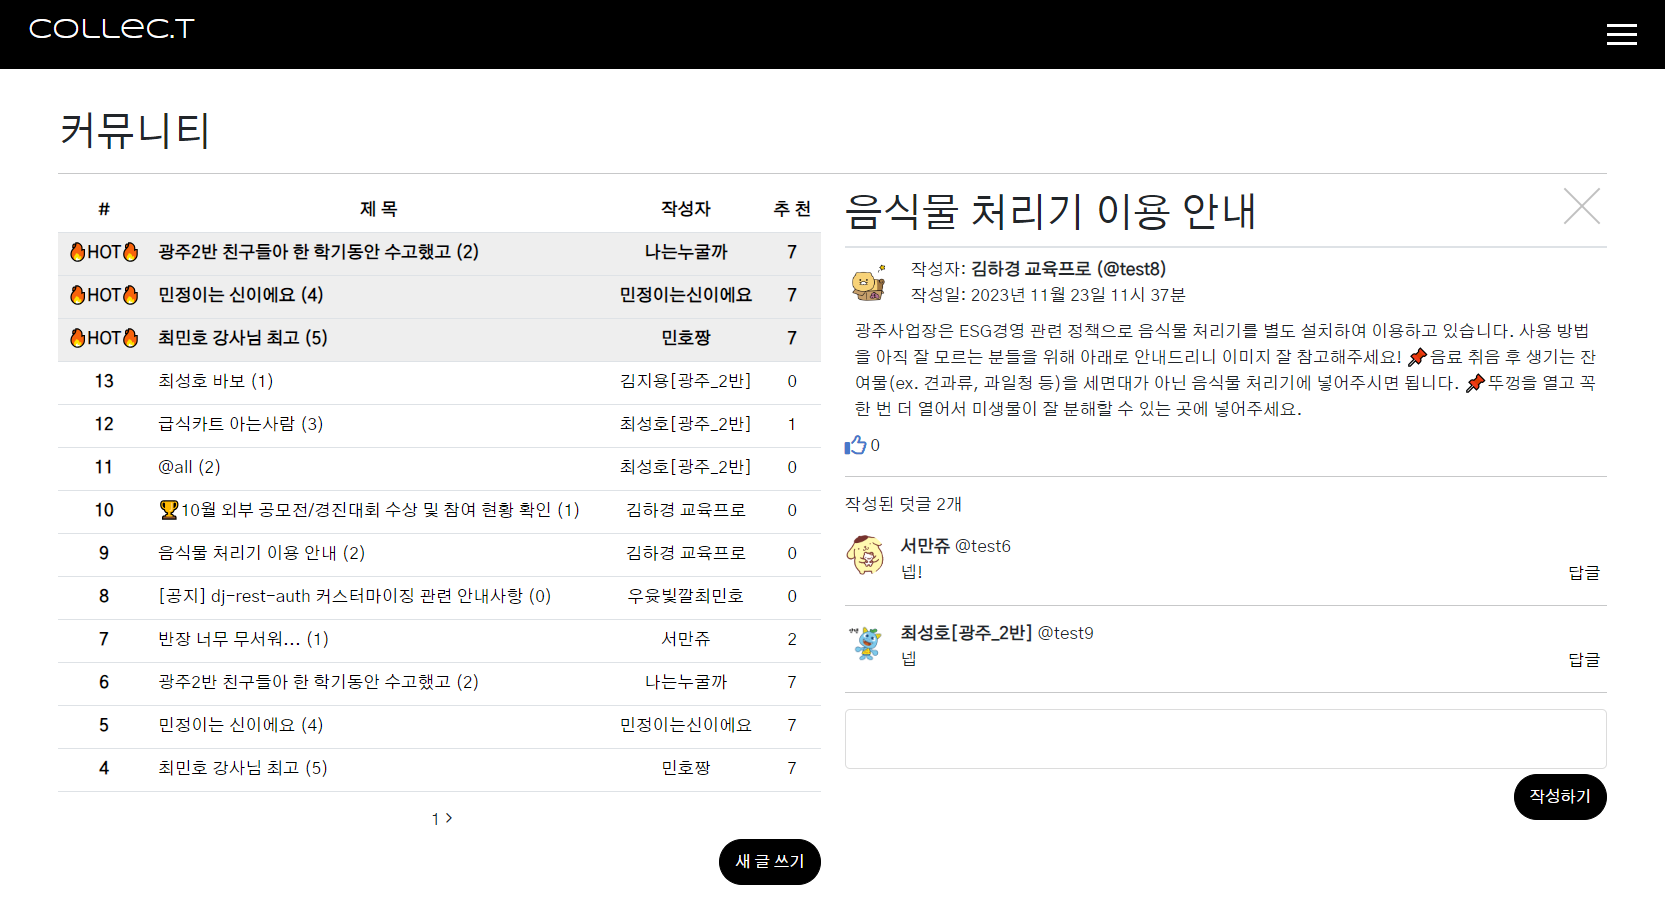 COLLEC.T
커뮤니티
# 제 목 작성자 추 천
🔥HOT🔥 광주2반 친구들아 한 학기동안 수고했고 (2) 나는누굴까 7
🔥HOT🔥 민정이는 신이에요 (4) 민정이는신이에요 7
🔥HOT🔥 최민호 강사님 최고 (5) 민호짱 7
13 최성호 바보 (1) 김지용[광주_2반] 0
12 급식카트 아는사람 (3) 최성호[광주_2반] 1
11 @all (2) 최성호[광주_2반] 0
10 🏆10월 외부 공모전/경진대회 수상 및 참여 현황 확인 (1) 김하경 교육프로 0
9 음식물 처리기 이용 안내 (2) 김하경 교육프로 0
8 [공지] dj-rest-auth 커스터마이징 관련 안내사항 (0) 우윳빛깔최민호 0
7 반장 너무 무서워... (1) 서만쥬 2
6 광주2반 친구들아 한 학기동안 수고했고 (2) 나는누굴까 7
5 민정이는 신이에요 (4) 민정이는신이에요 7
4 최민호 강사님 최고 (5) 민호짱 7
1 >
새 글 쓰기
음식물 처리기 이용 안내
작성자: 김하경 교육프로 (@test8)
작성일: 2023년 11월 23일 11시 37분
광주사업장은 ESG경영 관련 정책으로 음식물 처리기를 별도 설치하여 이용하고 있습니다. 사용 방법
을 아직 잘 모르는 분들을 위해 아래로 안내드리니 이미지 잘 참고해주세요! 📌음료 취음 후 생기는 잔
여물(ex. 견과류, 과일청 등)을 세면대가 아닌 음식물 처리기에 넣어주시면 됩니다. 📌뚜껑을 열고 꼭
한 번 더 열어서 미생물이 잘 분해할 수 있는 곳에 넣어주세요.
0
작성된 덧글 2개
서만쥬 @test6
넵!
답글
최성호[광주_2반] @test9
넵
답글
작성하기